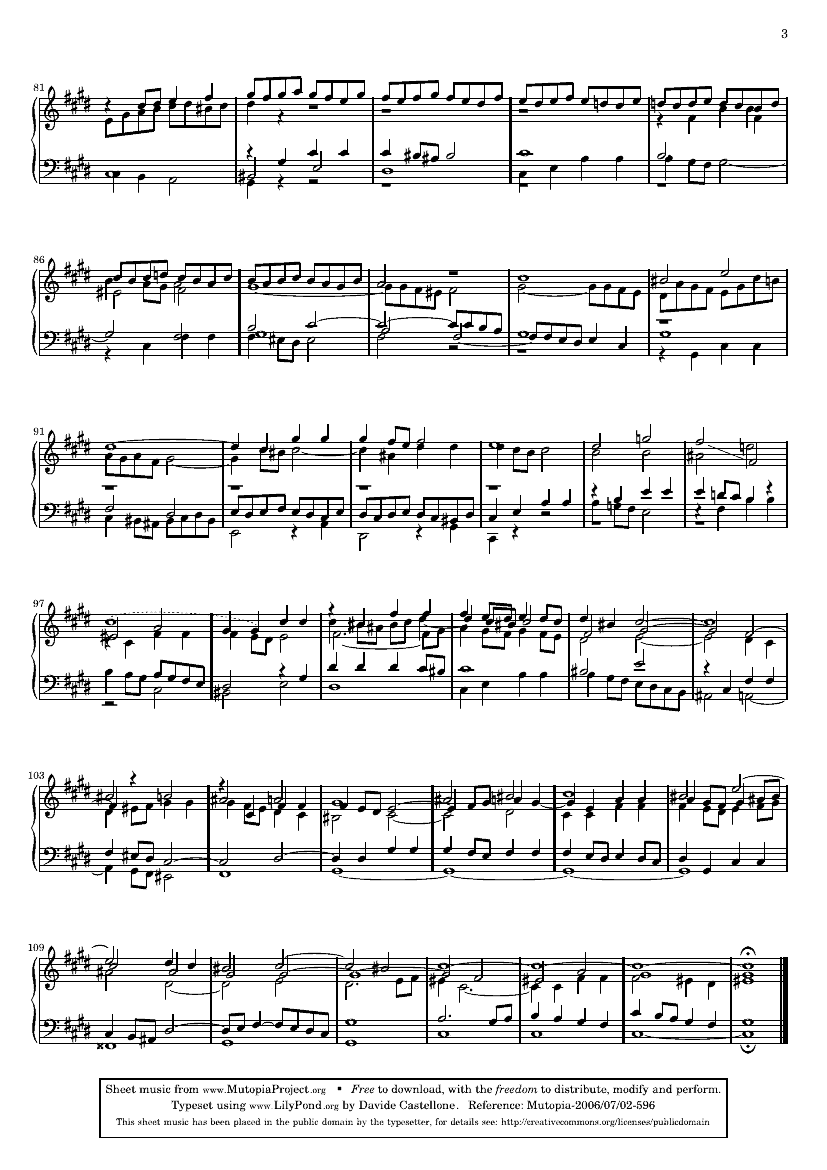 3
81
86
91
97
103
109
Sheet music from www.MutopiaProject.org • Free to download, with the freedom to distribute, modify and perform.
Typeset using www.LilyPond.org by Davide Castellone. Reference: Mutopia-2006/07/02-596
This sheet music has been placed in the public domain by the typesetter, for details see: http://creativecommons.org/licenses/publicdomain